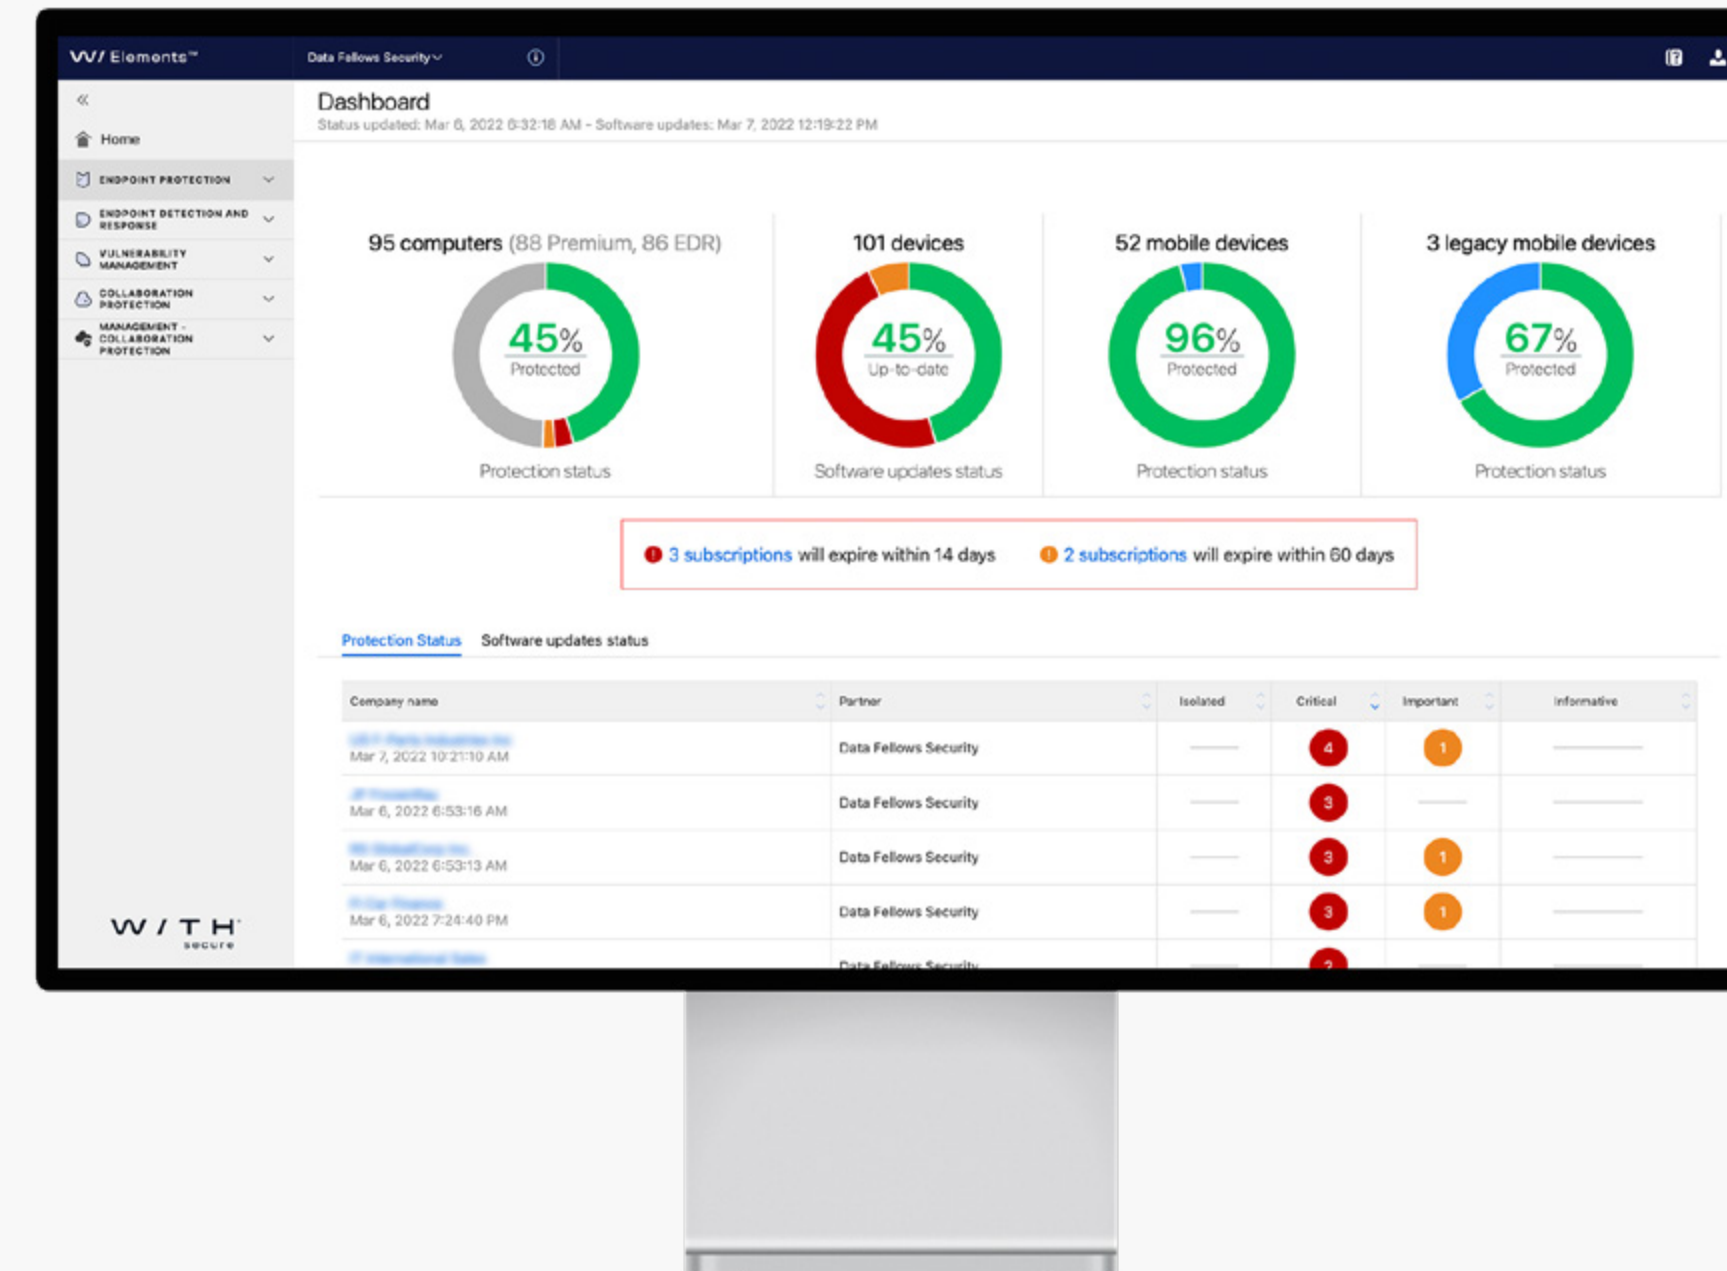 W/ Elements™
Data Fellows Security
Dashboard
Status updated: Mar 6, 2022 6:32:18 AM - Software updates: Mar 7, 2022 12:19:22 PM
Home
ENDPOINT PROTECTION
ENDPOINT DETECTION AND
RESPONSE
VULNERABILITY
MANAGEMENT
COLLABORATION
PROTECTION
MANAGEMENT -
COLLABORATION
PROTECTION
W / T H
secure
95 computers (88 Premium, 86 EDR)
45%
Protected
Protection status
101 devices
45%
Up-to-date
Software updates status
52 mobile devices
96%
Protected
Protection status
3 legacy mobile devices
67%
Protected
Protection status
3 subscriptions will expire within 14 days
2 subscriptions will expire within 60 days
Protection Status Software updates status
Company name Partner Isolated Critical Important Informative
Data Fellows Security 4 1
Mar 7, 2022 10:21:10 AM
Data Fellows Security 3
Mar 6, 2022 6:53:16 AM
Data Fellows Security 3 1
Mar 6, 2022 6:53:13 AM
Data Fellows Security 3 1
Mar 6, 2022 7:24:40 PM
Data Fellows Security 2